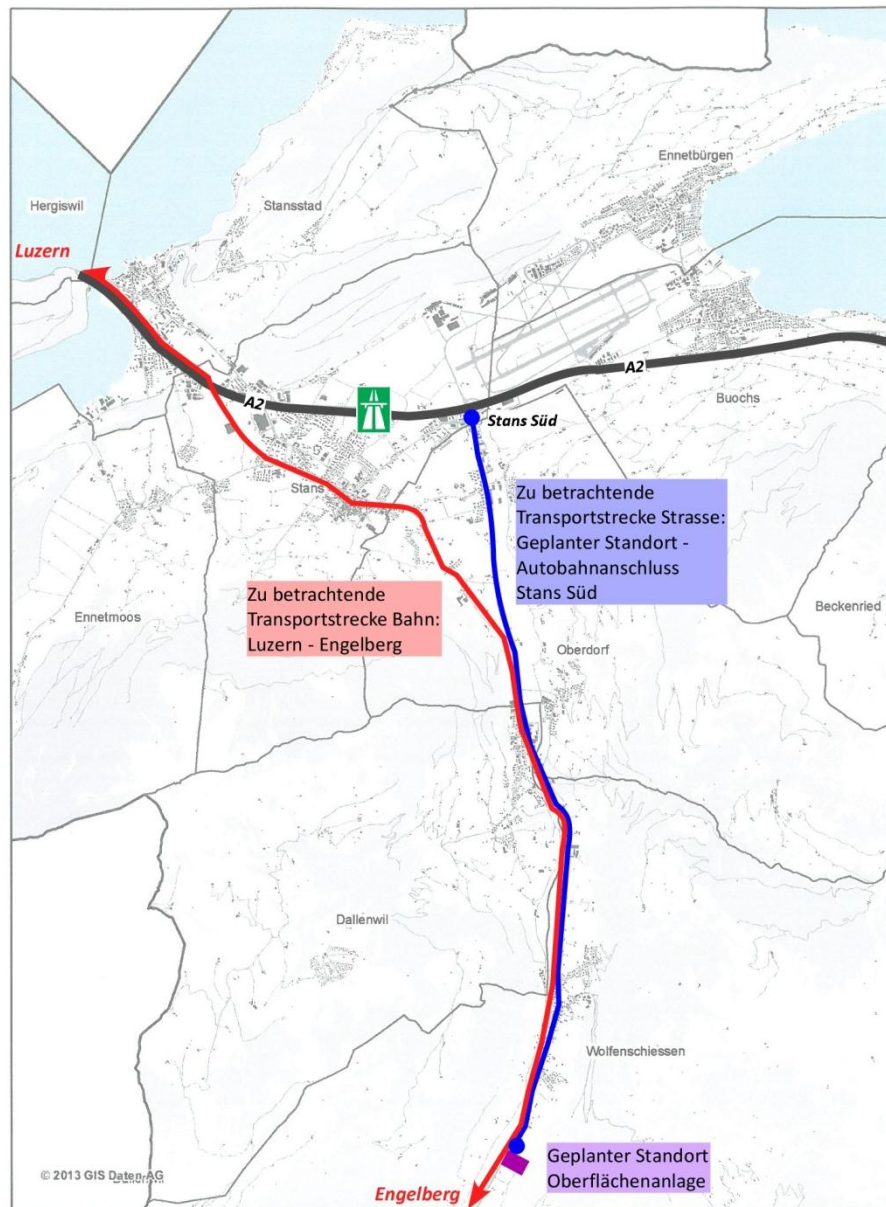 Ennetbürgen
Hergiswil
Stansstad
Luzern
A2
A2
Buochs
Stans Süd
Stans
Zu betrachtende
Transportstrecke Strasse:
Geplanter Standort -
Autobahnanschluss
Stans Süd
Zu betrachtende
Transportstrecke Bahn:
Luzern - Engelberg
Ennetmoos
Beckenried
Oberdorf
Dallenwil
Wolfenschiessen
Geplanter Standort
Oberflächenanlage
© 2013 GIS Daten AG
Dallenwil
Engelberg